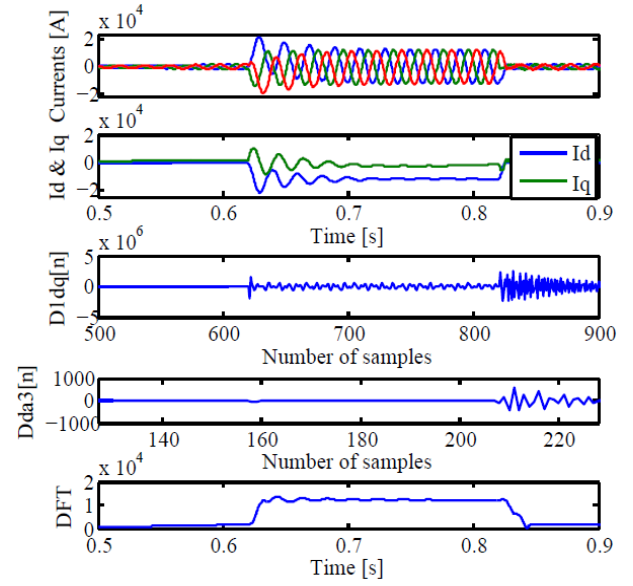 x 10^4
Currents [A]
2
0
−2
x 10^4
Id & Iq
2
0
−2
Id
Iq
0.5 0.6 0.7 0.8 0.9
Time [s]
x 10^6
D1dq[n]
5
0
−5
500 600 700 800 900
Number of samples
Dda3[n]
1000
0
−1000
140 160 180 200 220
Number of samples
x 10^4
DFT
2
1
0
0.5 0.6 0.7 0.8 0.9
Time [s]